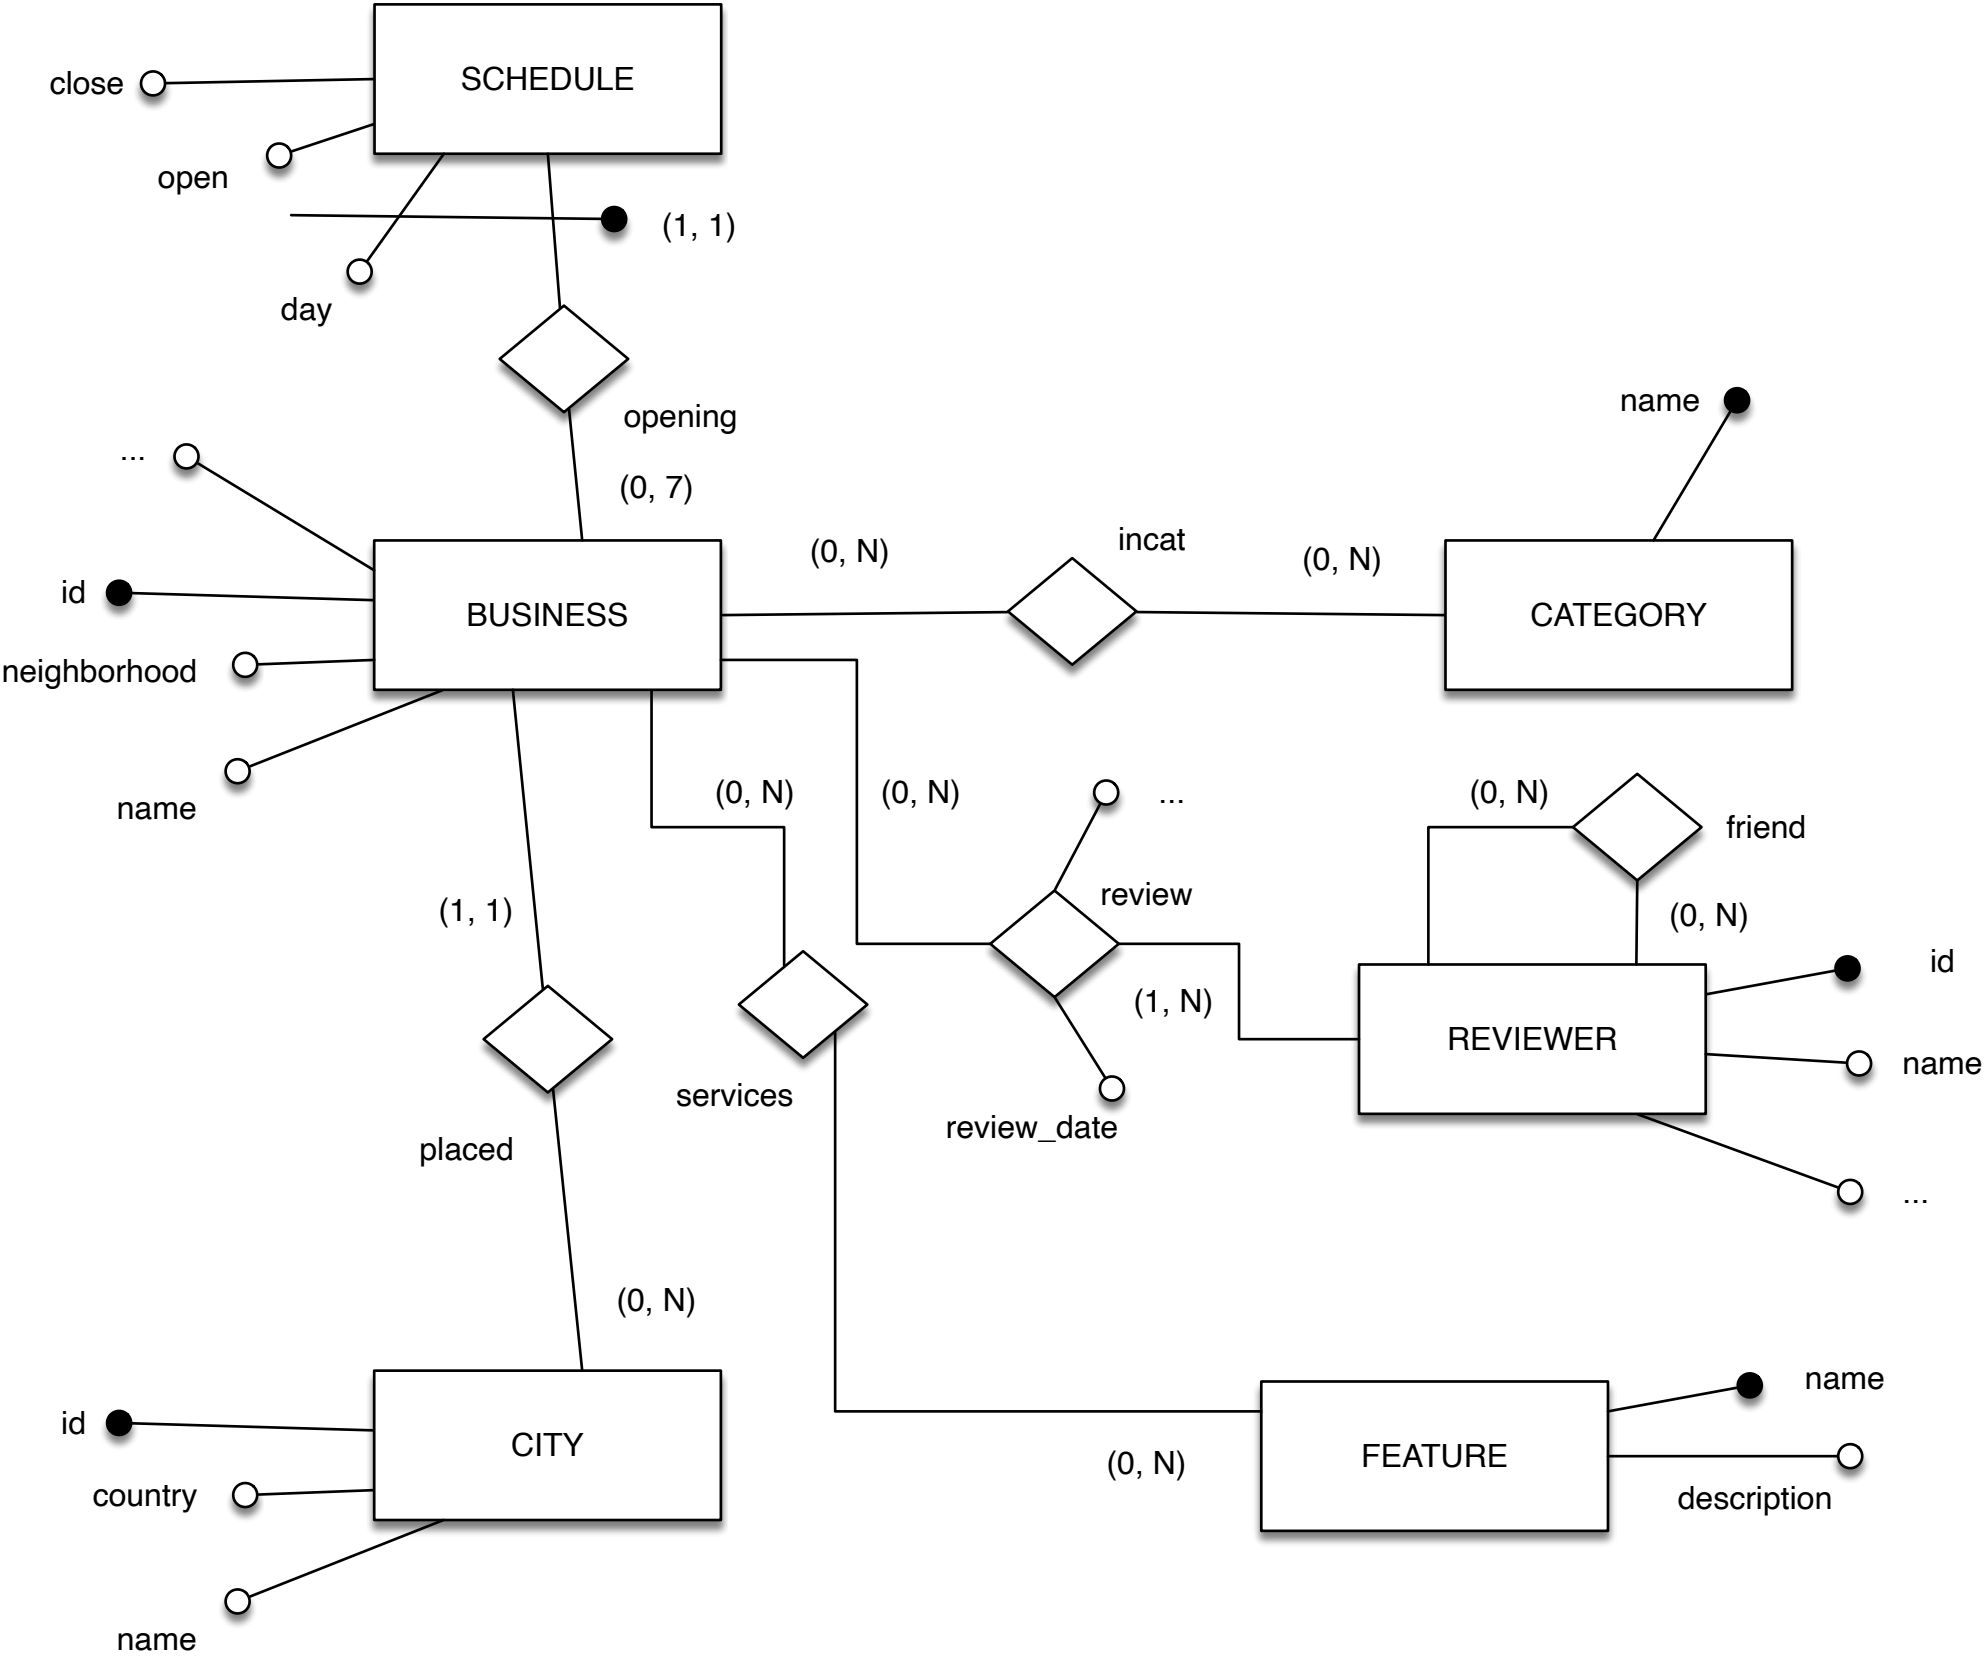 SCHEDULE
close
open
(1, 1)
day
opening
name
...
(0, 7)
incat
(0, N)
(0, N)
id
BUSINESS
CATEGORY
neighborhood
name
(0, N)
(0, N)
...
(0, N)
friend
review
(1, 1)
(0, N)
id
(1, N)
REVIEWER
name
services
review_date
placed
...
(0, N)
name
id
CITY
FEATURE
(0, N)
country
description
name